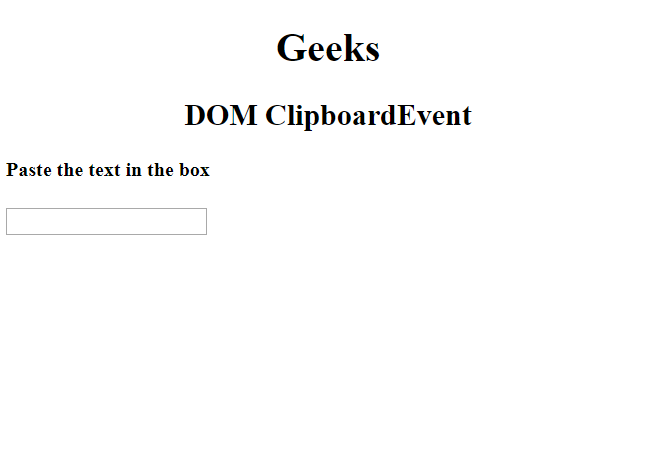 Geeks
DOM ClipboardEvent
Paste the text in the box